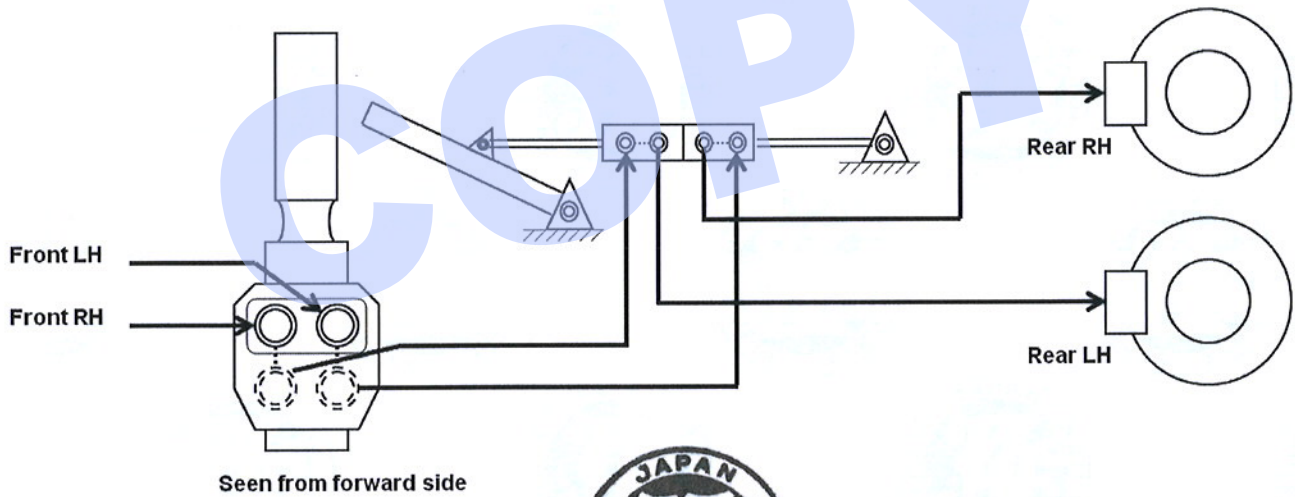 COPY
Rear RH
Front LH
Front RH
Rear LH
Seen from forward side
JAPAN